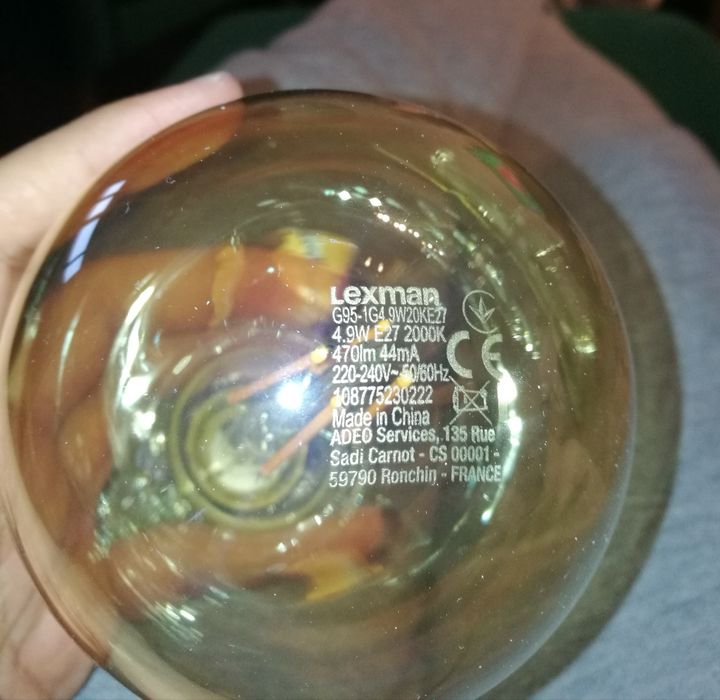 Lexman
G95-1G4.9W20KE27
4.9W E27 2000K
470lm 44mA
220-240V~ 50/60Hz
108775230222
Made in China
ADEO Services, 135 Rue
Sadi Carnot - CS 00001 -
59790 Ronchin - FRANCE
CE